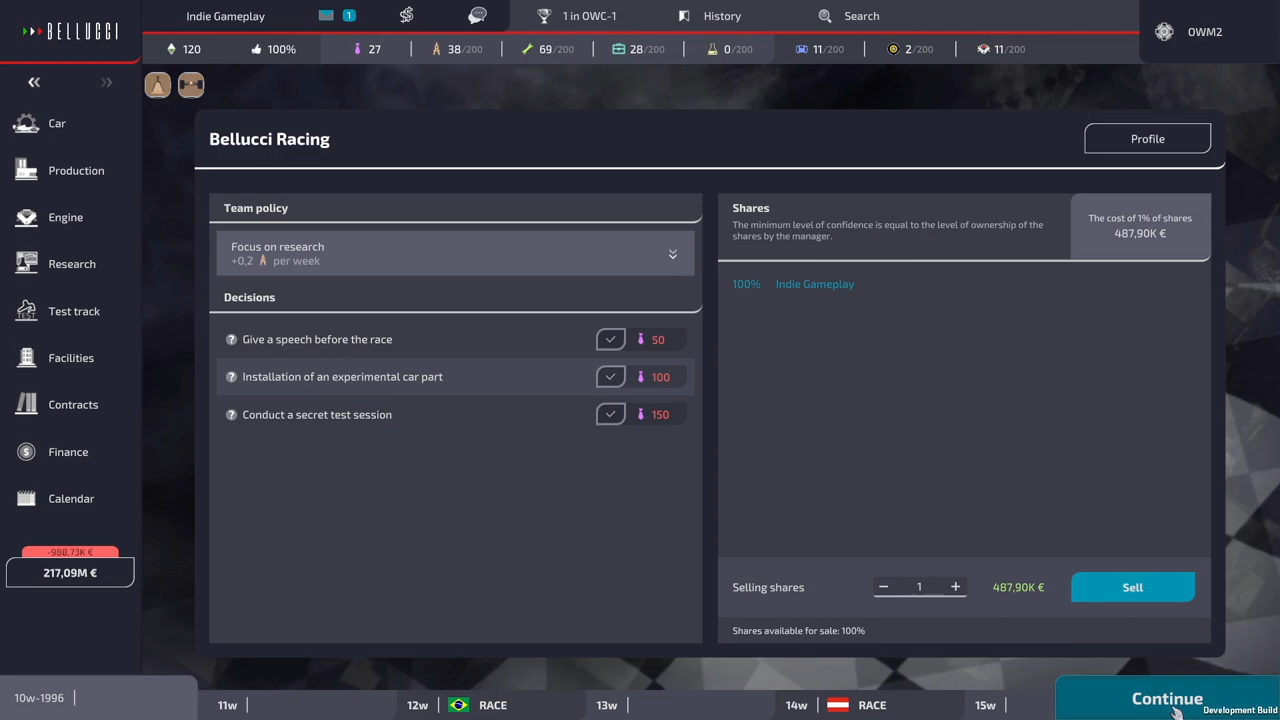 BELLUCCI
Indie Gameplay
1
1 in OWC-1
History
Search
OWM2
120
100%
27
38/200
69/200
28/200
0/200
11/200
2/200
11/200
Car
Production
Engine
Research
TEST
Test track
Facilities
Contracts
Finance
Calendar
-988,73K €
217,09M €
Bellucci Racing
Profile
Team policy
Focus on research
+0,2 per week
Decisions
? Give a speech before the race 50
? Installation of an experimental car part 100
? Conduct a secret test session 150
Shares
The minimum level of confidence is equal to the level of ownership of the
shares by the manager.
The cost of 1% of shares
487,90K €
100% Indie Gameplay
Selling shares − 1 + 487,90K € Sell
Shares available for sale: 100%
10w-1996
11w
12w RACE
13w
14w RACE
15w
Continue
Development Build